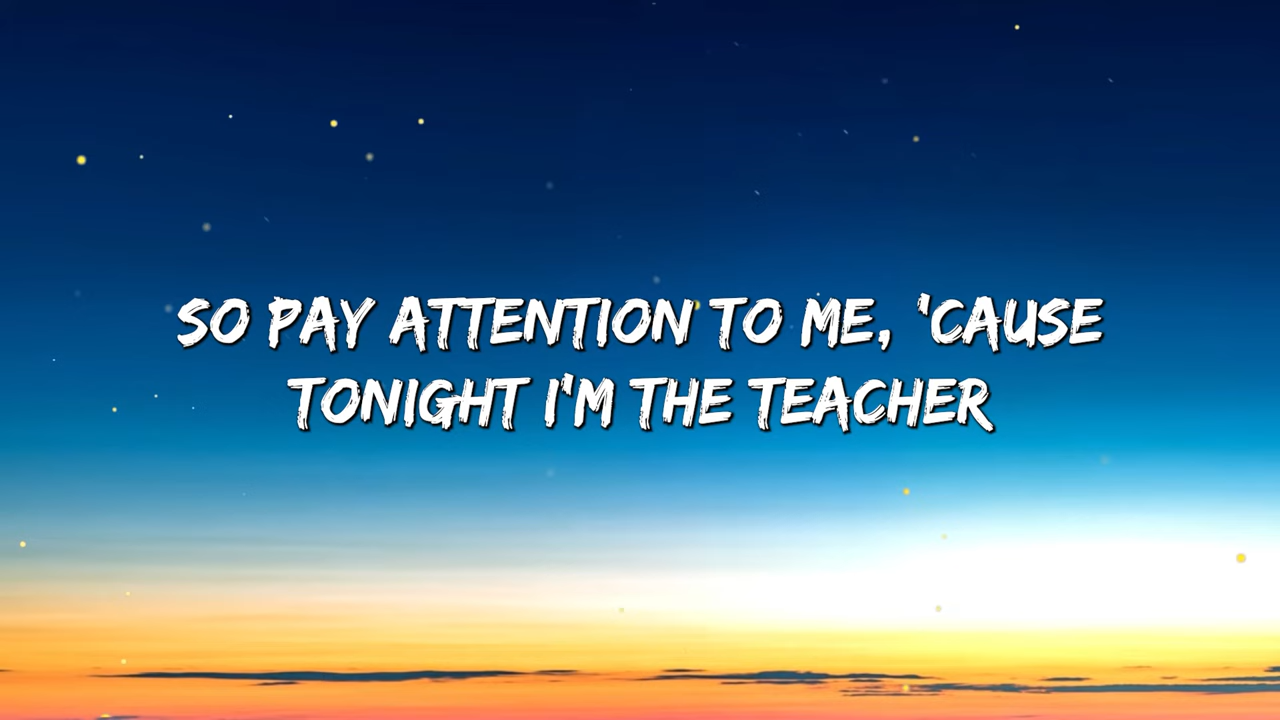 SO PAY ATTENTION TO ME, 'CAUSE
TONIGHT I'M THE TEACHER